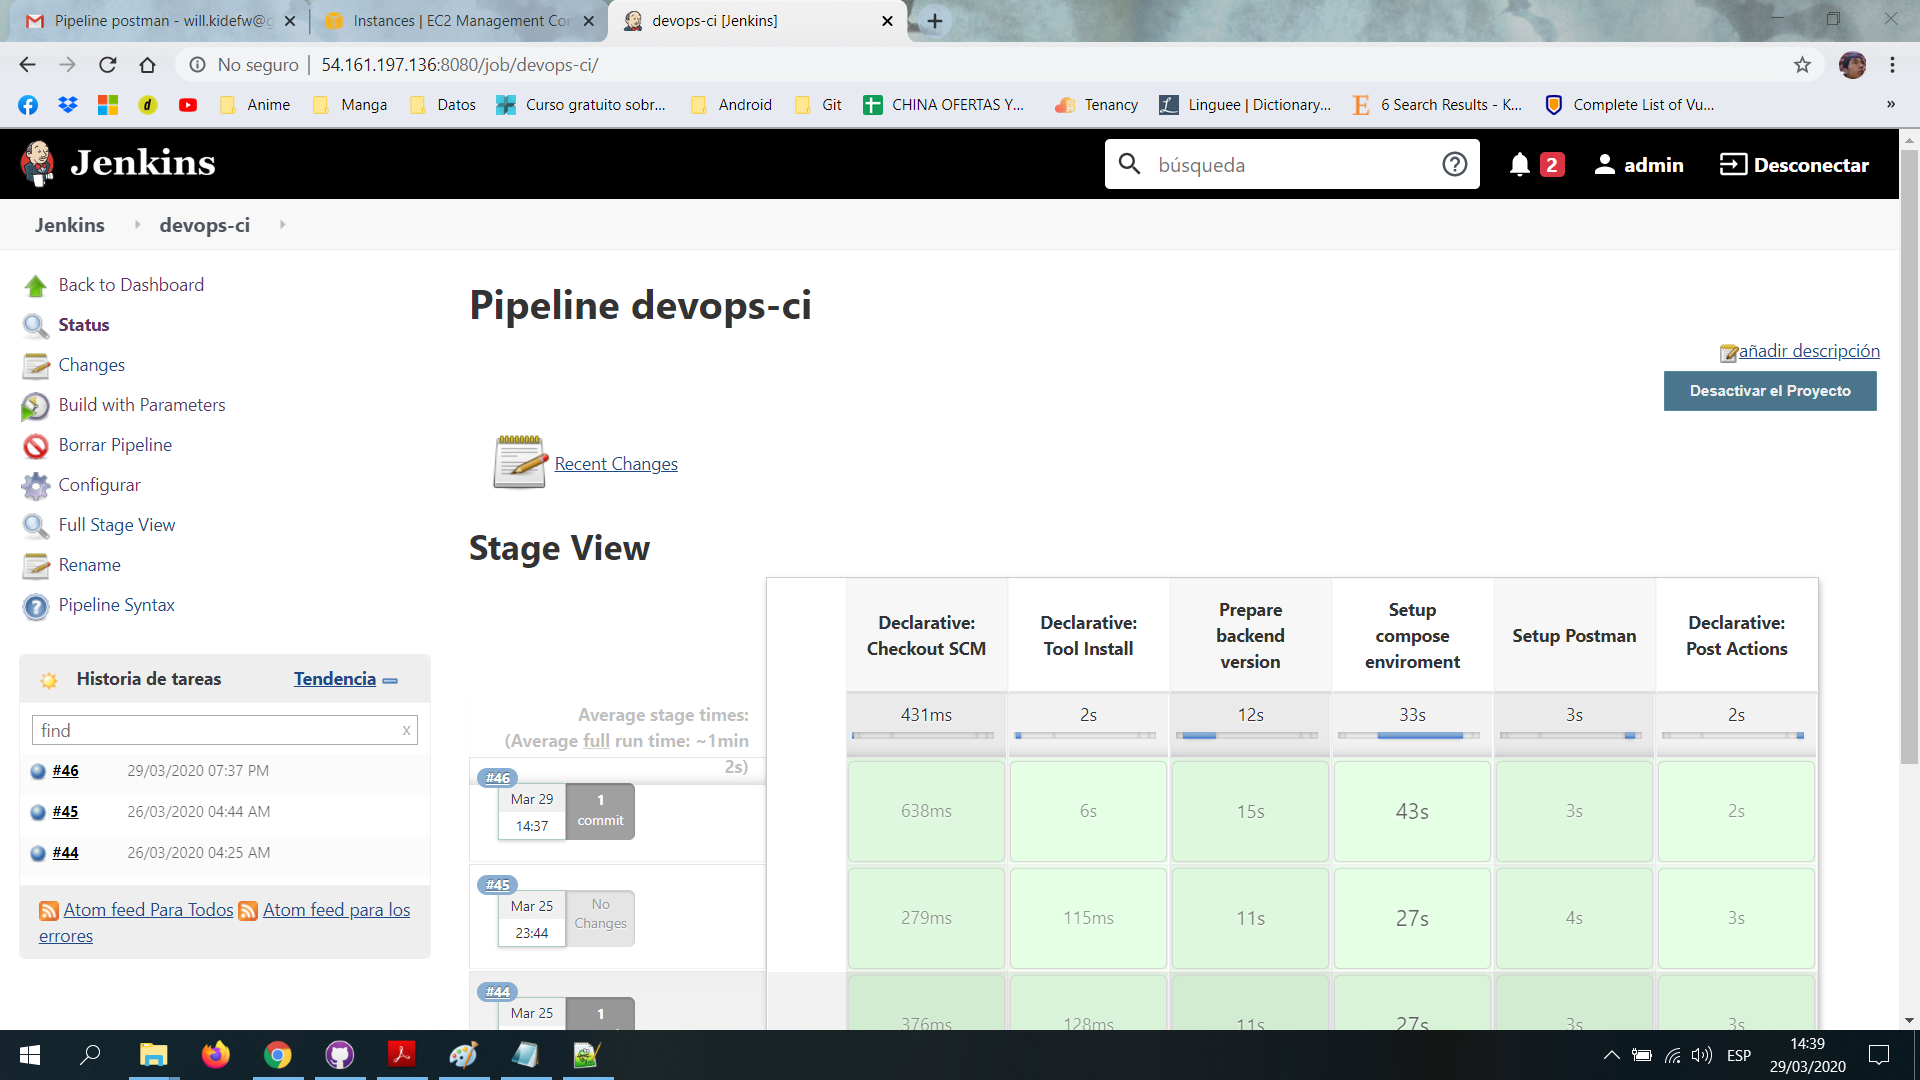 Pipeline postman - will.kidefw@g
Instances | EC2 Management Con
devops-ci [Jenkins]
No seguro
54.161.197.136:8080/job/devops-ci/
Anime
Manga
Datos
Curso gratuito sobr...
Android
Git
CHINA OFERTAS Y...
Tenancy
Linguee | Dictionary...
6 Search Results - K...
Complete List of Vu...
»
Jenkins
búsqueda
2
admin
Desconectar
Jenkins
devops-ci
Back to Dashboard
Status
Changes
Build with Parameters
Borrar Pipeline
Configurar
Full Stage View
Rename
Pipeline Syntax
Historia de tareas
Tendencia
find
x
#46
29/03/2020 07:37 PM
#45
26/03/2020 04:44 AM
#44
26/03/2020 04:25 AM
Atom feed Para Todos
Atom feed para los
errores
Pipeline devops-ci
añadir descripción
Desactivar el Proyecto
Recent Changes
Stage View
Declarative:
Checkout SCM
Declarative:
Tool Install
Prepare
backend
version
Setup
compose
enviroment
Setup Postman
Declarative:
Post Actions
Average stage times:
(Average full run time: ~1min
2s)
431ms
2s
12s
33s
3s
2s
#46
Mar 29
14:37
1
commit
638ms
6s
15s
43s
3s
2s
#45
Mar 25
23:44
No
Changes
279ms
115ms
11s
27s
4s
3s
#44
Mar 25
1
376ms
128ms
11s
27s
3s
3s
ESP
14:39
29/03/2020